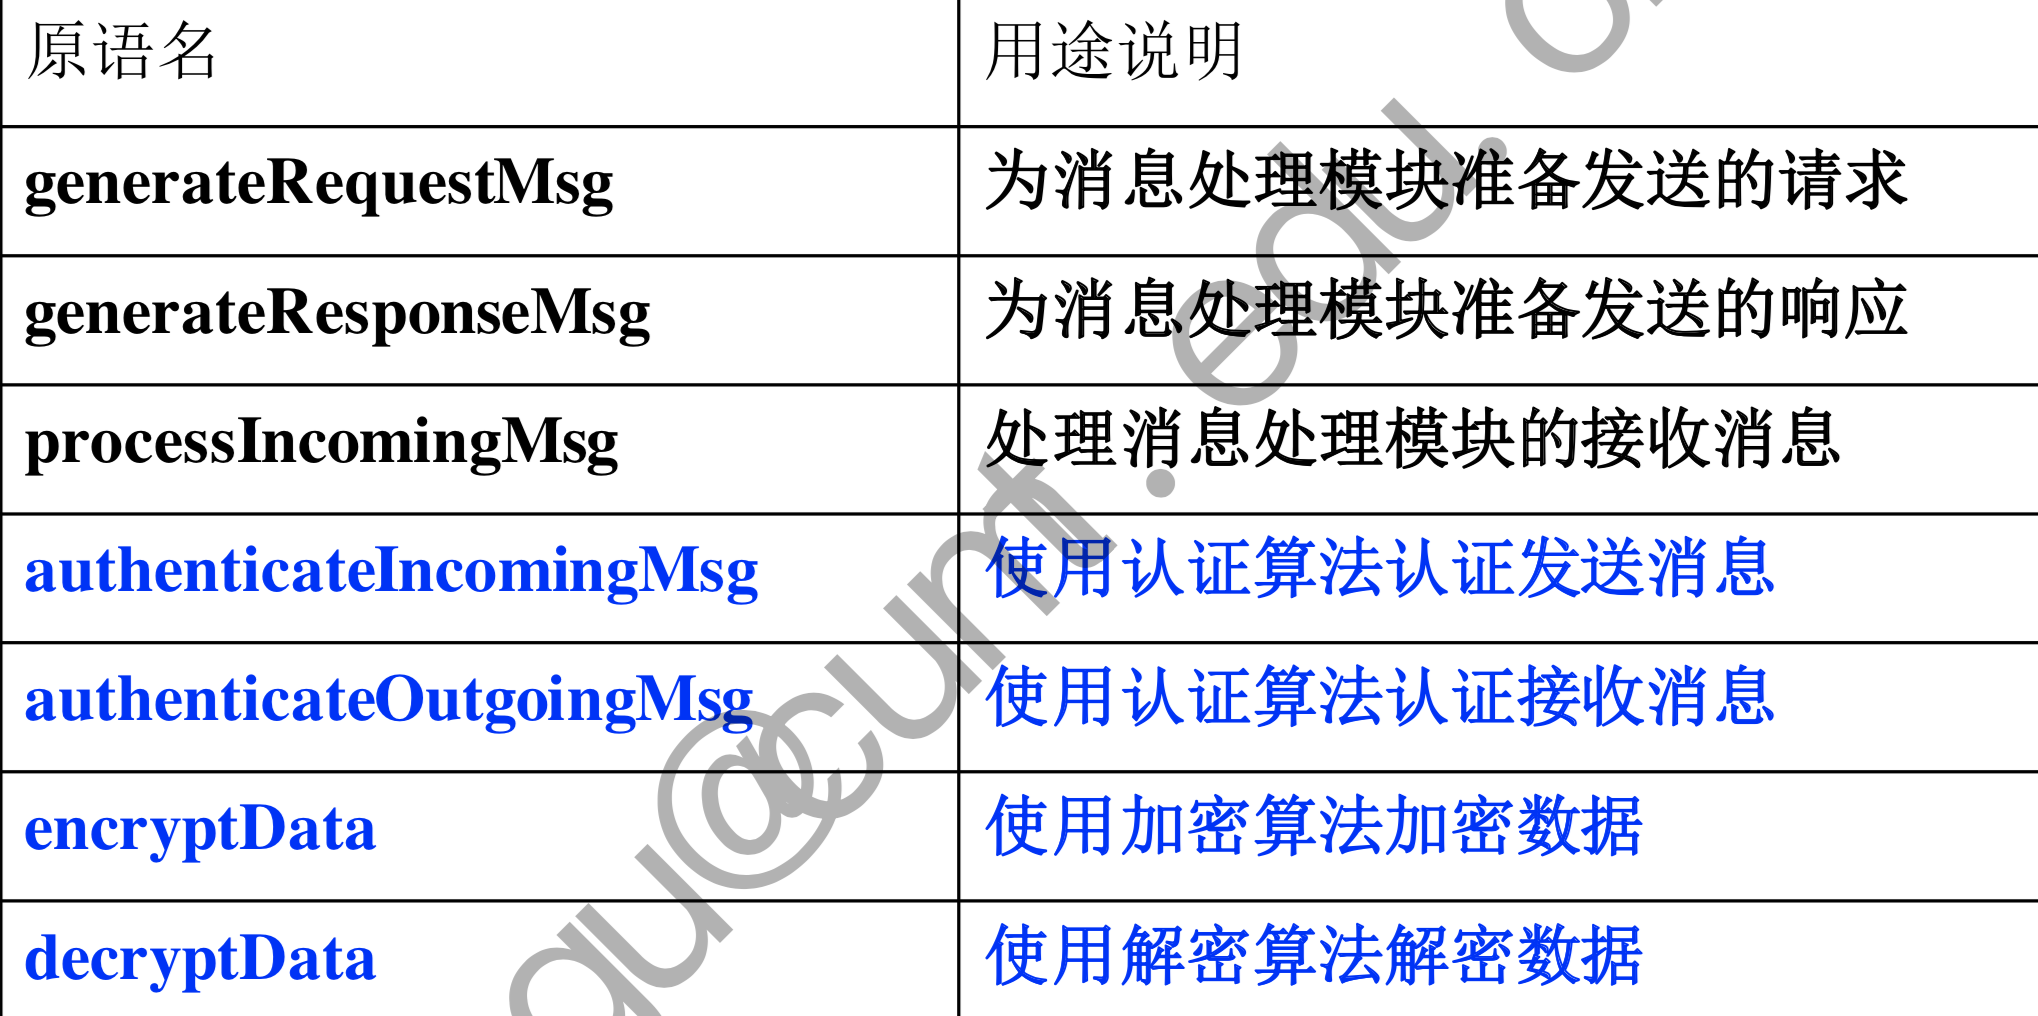 原语名
用途说明
generateRequestMsg
为消息处理模块准备发送的请求
generateResponseMsg
为消息处理模块准备发送的响应
processIncomingMsg
处理消息处理模块的接收消息
authenticateIncomingMsg
使用认证算法认证发送消息
authenticateOutgoingMsg
使用认证算法认证接收消息
encryptData
使用加密算法加密数据
decryptData
使用解密算法解密数据
qu@cumt.edu.